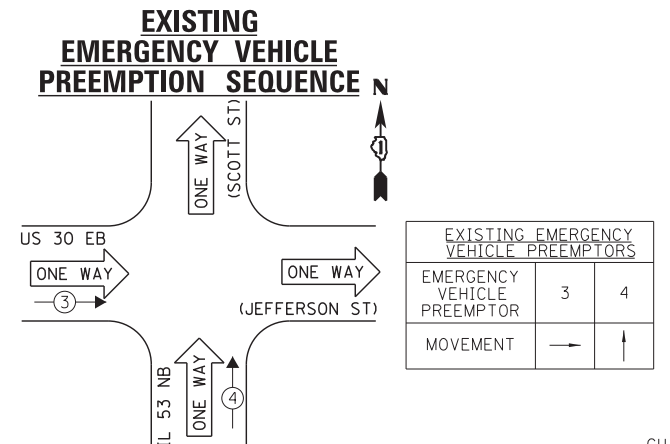 EXISTING
EMERGENCY VEHICLE
PREEMPTION SEQUENCE
N
ONE WAY
(SCOTT ST)
US 30 EB
ONE WAY
3
ONE WAY
(JEFFERSON ST)
IL 53 NB
ONE WAY
4
EXISTING EMERGENCY
VEHICLE PREEMPTORS
EMERGENCY
VEHICLE
PREEMPTOR
3
4
MOVEMENT